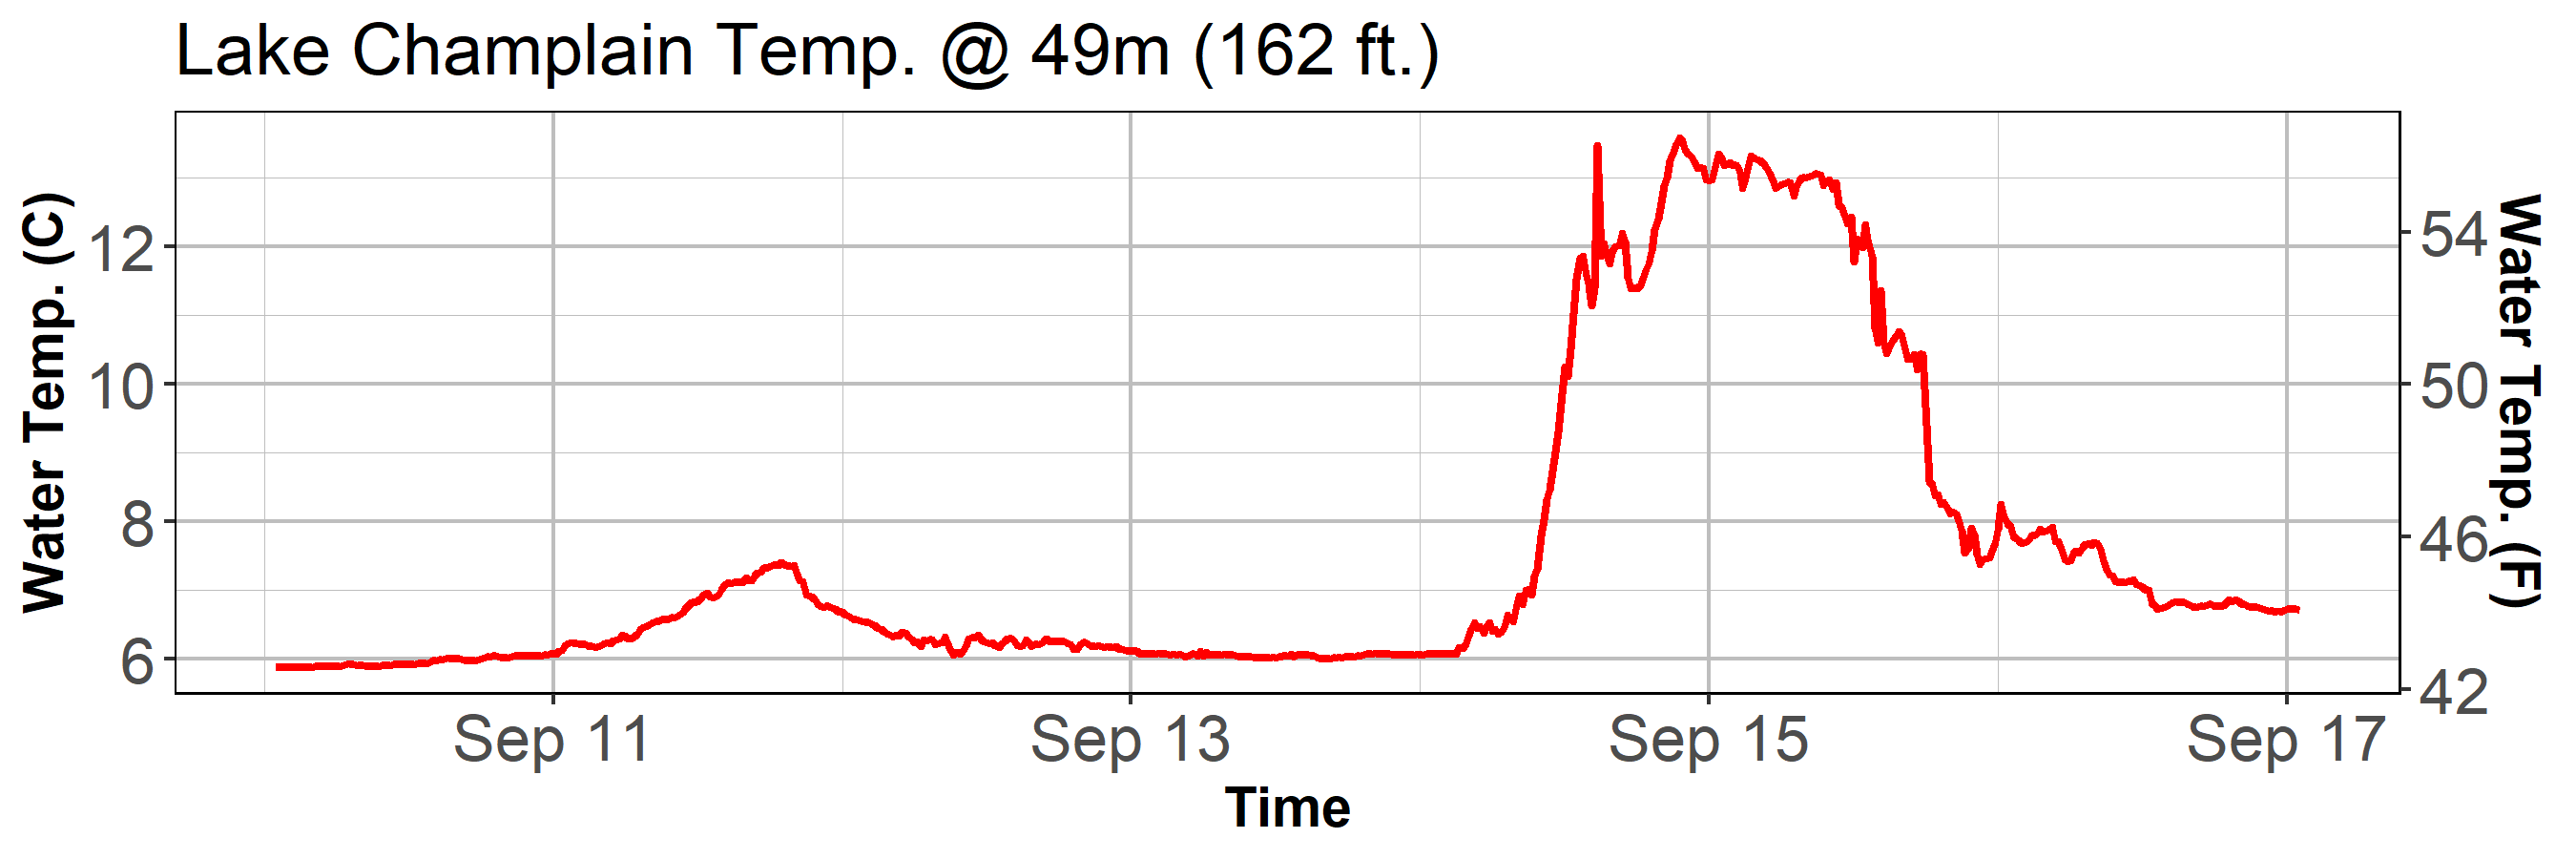 Lake Champlain Temp. @ 49m (162 ft.)
Water Temp. (C)
12
10
8
6
54
50
46
42
Water Temp. (F)
Sep 11
Sep 13
Sep 15
Sep 17
Time